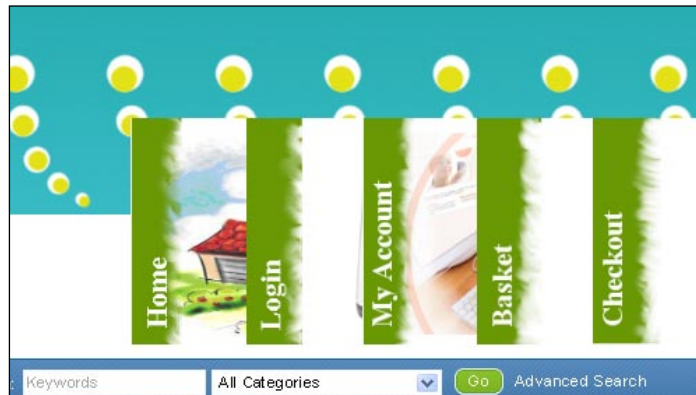 Home
Login
My Account
Basket
Checkout
: Keywords
All Categories
Go
Advanced Search